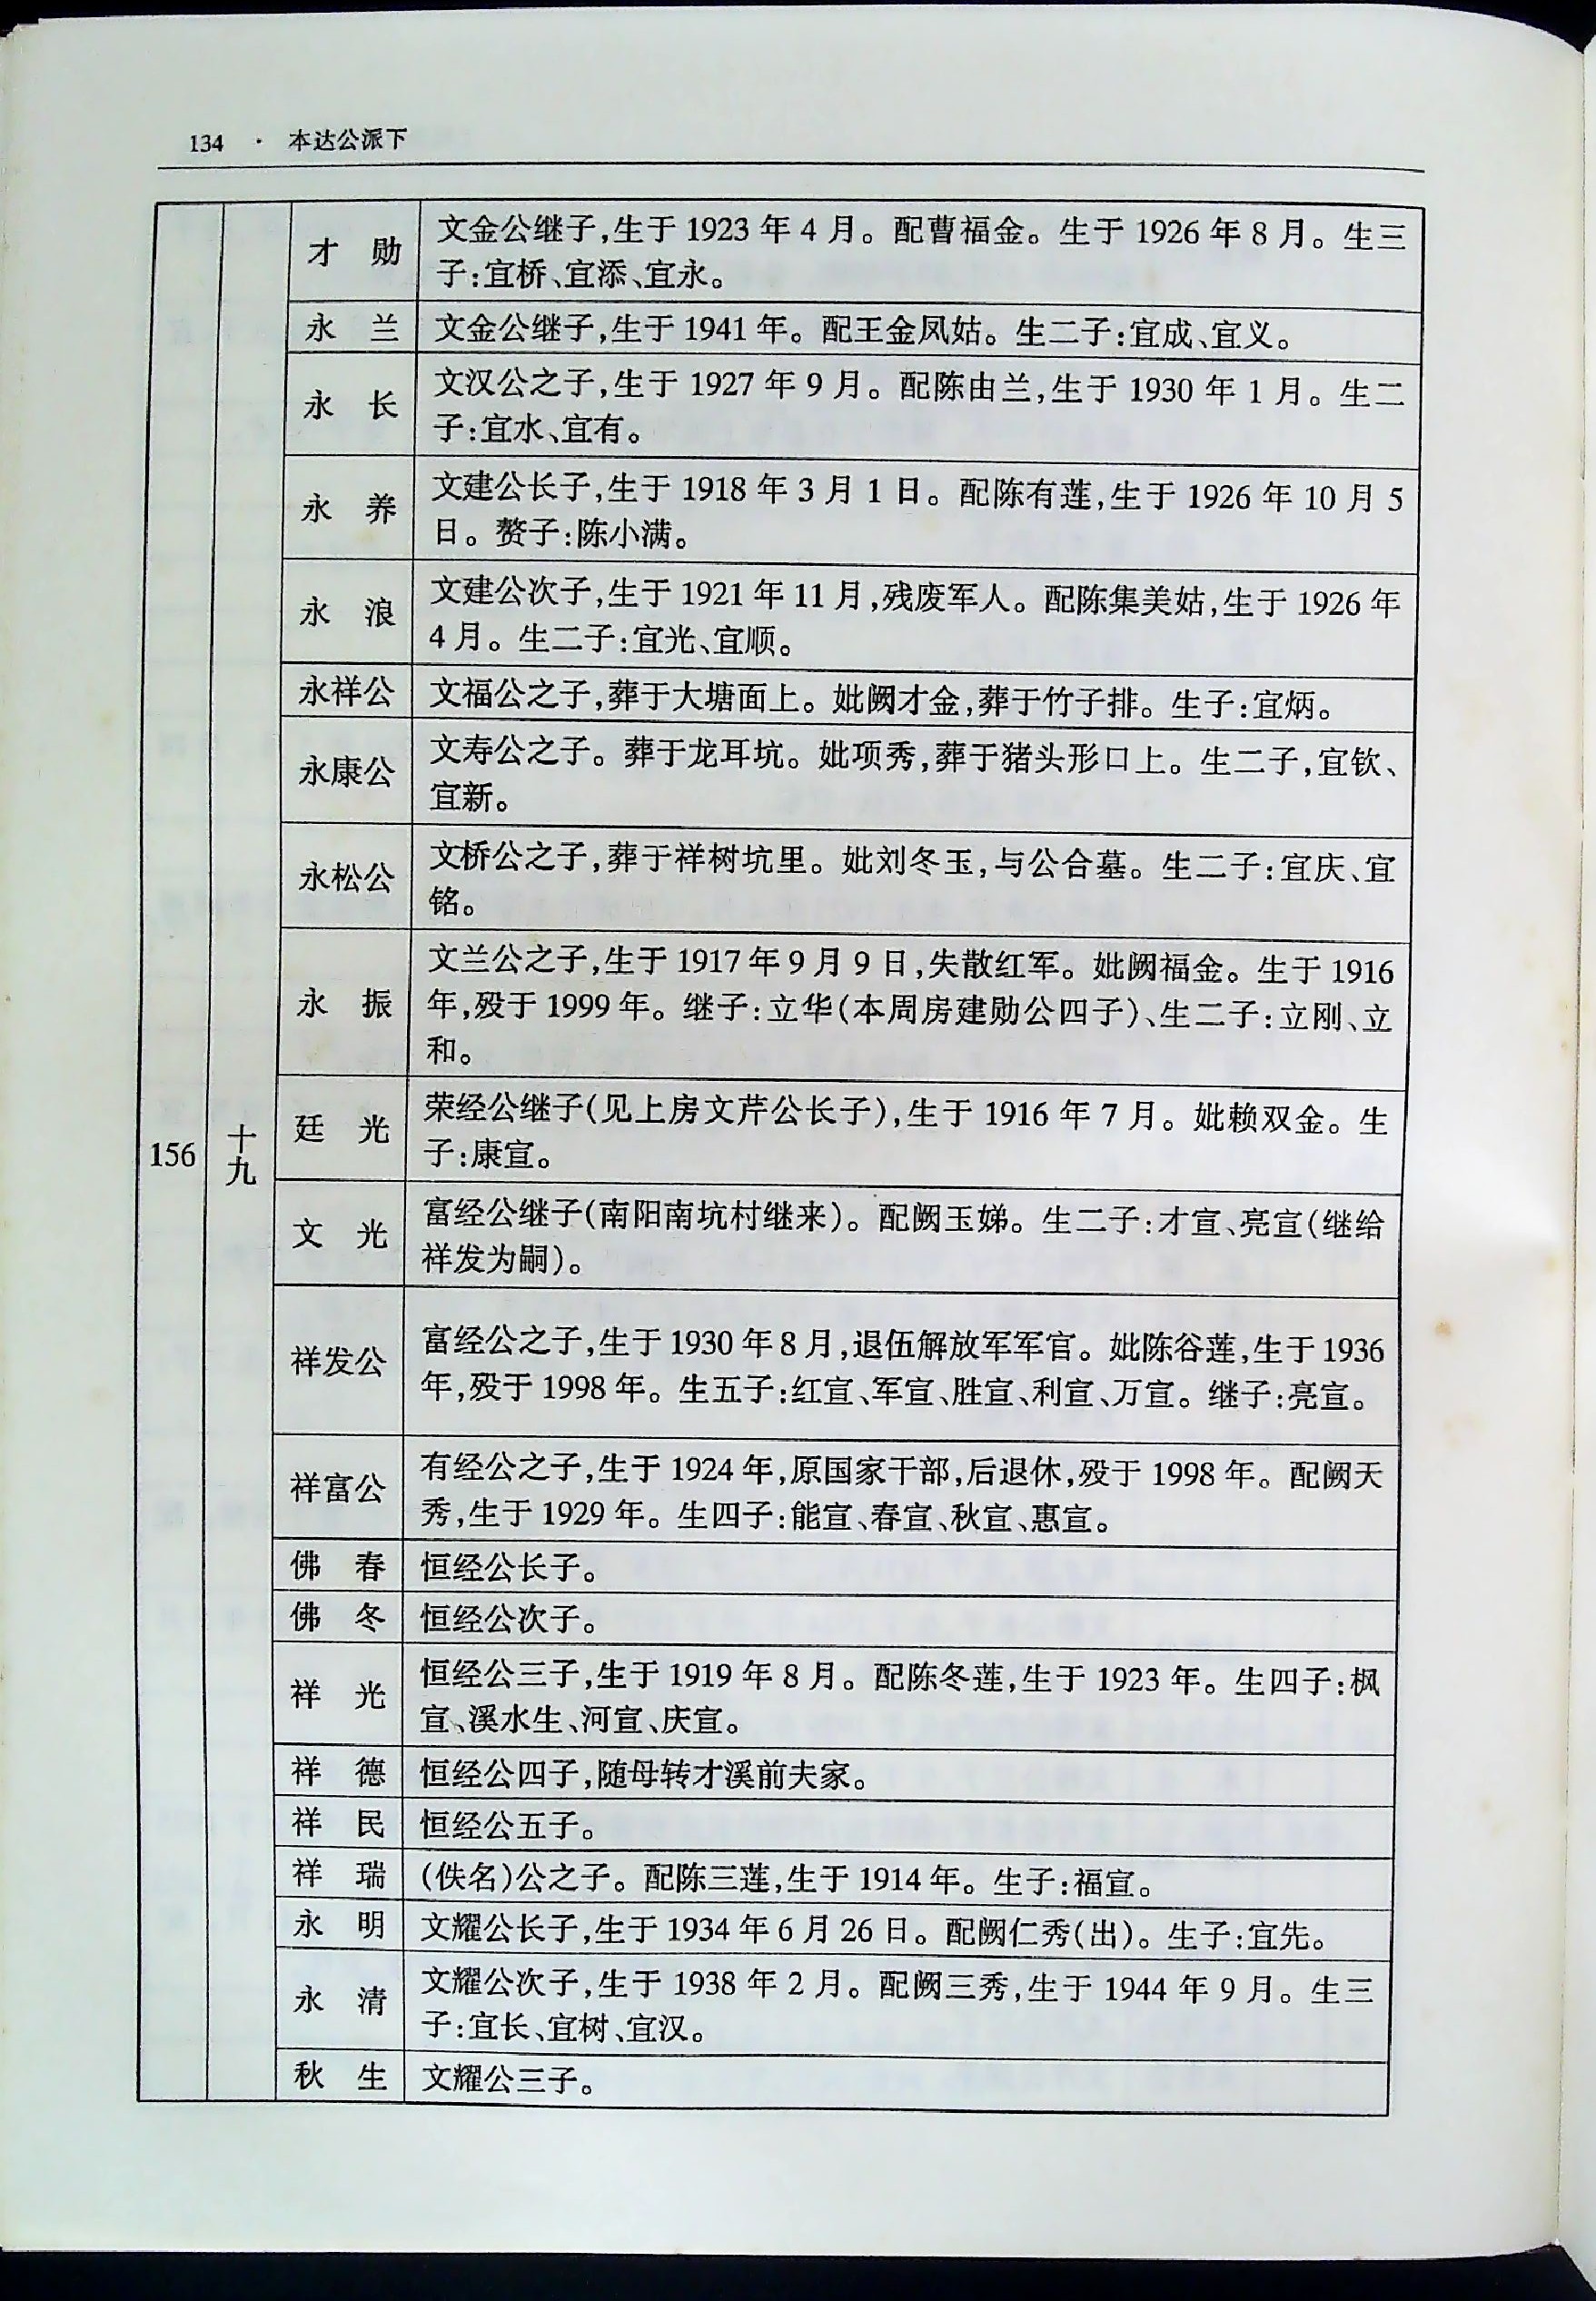 134 · 本达公派下
才 勋
文金公继子,生于 1923 年 4 月。配曹福金。生于 1926 年 8 月。生三
子:宜桥、宜添、宜永。
永 兰
文金公继子,生于 1941 年。配王金凤姑。生二子:宜成、宜义。
永 长
文汉公之子,生于 1927 年 9 月。配陈由兰,生于 1930 年 1 月。生二
子:宜水、宜有。
永 养
文建公长子,生于 1918 年 3 月 1 日。配陈有莲,生于 1926 年 10 月 5
日。赘子:陈小满。
永 浪
文建公次子,生于 1921 年 11 月,残废军人。配陈集美姑,生于 1926 年
4 月。生二子:宜光、宜顺。
永祥公
文福公之子,葬于大塘面上。妣阙才金,葬于竹子排。生子:宜炳。
永康公
文寿公之子。葬于龙耳坑。妣项秀,葬于猪头形口上。生二子,宜钦、
宜新。
永松公
文桥公之子,葬于祥树坑里。妣刘冬玉,与公合墓。生二子:宜庆、宜
铭。
永 振
文兰公之子,生于 1917 年 9 月 9 日,失散红军。妣阙福金。生于 1916
年,殁于 1999 年。继子:立华(本周房建勋公四子)、生二子:立刚、立
和。
156
十九
廷 光
荣经公继子(见上房文芹公长子),生于 1916 年 7 月。妣赖双金。生
子:康宣。
文 光
富经公继子(南阳南坑村继来)。配阙玉娣。生二子:才宣、亮宣(继给
祥发为嗣)。
祥发公
富经公之子,生于 1930 年 8 月,退伍解放军军官。妣陈谷莲,生于 1936
年,殁于 1998 年。生五子:红宣、军宣、胜宣、利宣、万宣。继子:亮宣。
祥富公
有经公之子,生于 1924 年,原国家干部,后退休,殁于 1998 年。配阙天
秀,生于 1929 年。生四子:能宣、春宣、秋宣、惠宣。
佛 春
恒经公长子。
佛 冬
恒经公次子。
祥 光
恒经公三子,生于 1919 年 8 月。配陈冬莲,生于 1923 年。生四子:枫
宣、溪水生、河宣、庆宣。
祥 德
恒经公四子,随母转才溪前夫家。
祥 民
恒经公五子。
祥 瑞
(佚名)公之子。配陈三莲,生于 1914 年。生子:福宣。
永 明
文耀公长子,生于 1934 年 6 月 26 日。配阙仁秀(出)。生子:宜先。
永 清
文耀公次子,生于 1938 年 2 月。配阙三秀,生于 1944 年 9 月。生三
子:宜长、宜树、宜汉。
秋 生
文耀公三子。